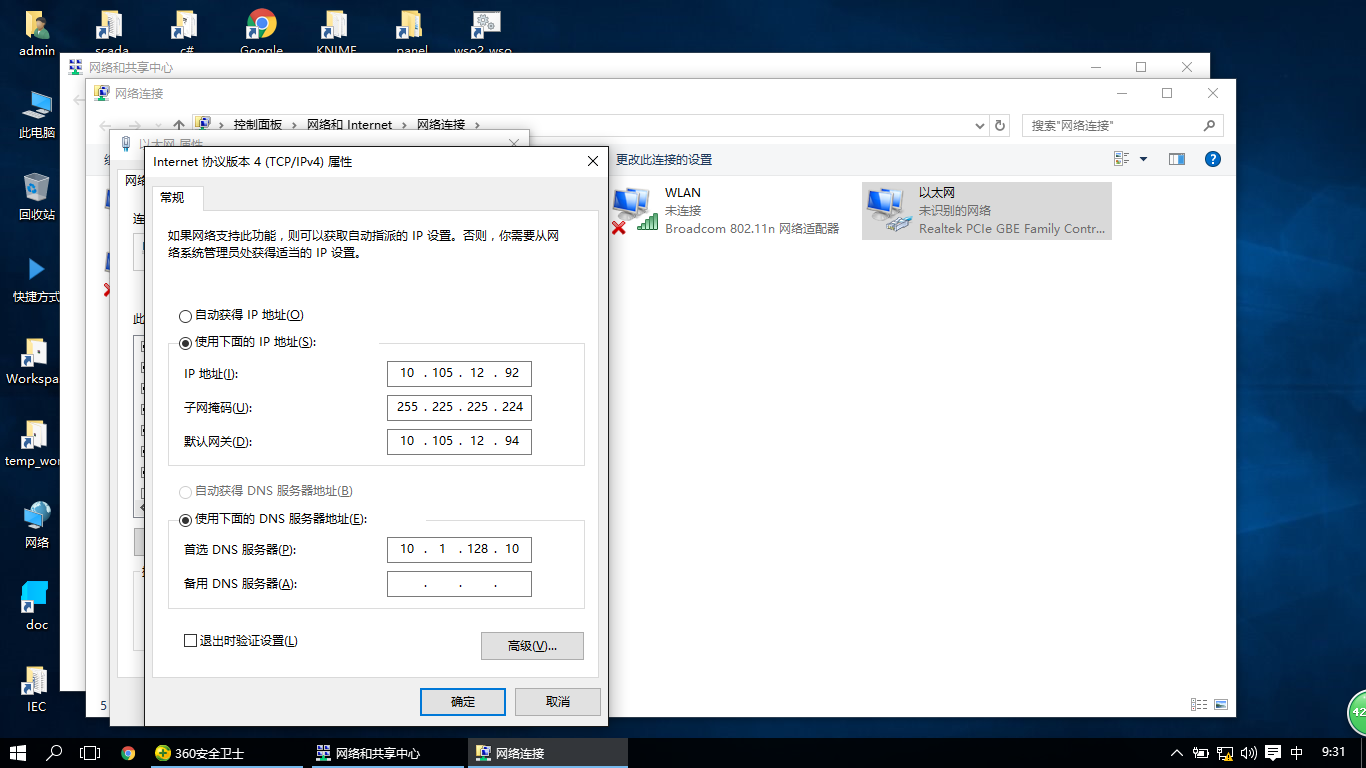 admin
scada
c#
Google
KNIME
panel
wso2 wso
网络和共享中心
网络连接
控制面板 › 网络和 Internet › 网络连接 ›
搜索"网络连接"
以太网 属性
更改此连接的设置
Internet 协议版本 4 (TCP/IPv4) 属性
常规
如果网络支持此功能，则可以获取自动指派的 IP 设置。否则，你需要从网
络系统管理员处获得适当的 IP 设置。
自动获得 IP 地址(O)
使用下面的 IP 地址(S):
IP 地址(I):
10 . 105 . 12 . 92
子网掩码(U):
255 . 225 . 225 . 224
默认网关(D):
10 . 105 . 12 . 94
自动获得 DNS 服务器地址(B)
使用下面的 DNS 服务器地址(E):
首选 DNS 服务器(P):
10 . 1 . 128 . 10
备用 DNS 服务器(A):
. . .
退出时验证设置(L)
高级(V)...
确定
取消
网络
连
此
5
WLAN
未连接
Broadcom 802.11n 网络适配器
以太网
未识别的网络
Realtek PCIe GBE Family Contr...
此电脑
回收站
快捷方式
Workspa
temp_wor
网络
doc
IEC
42
360安全卫士
网络和共享中心
网络连接
中
9:31